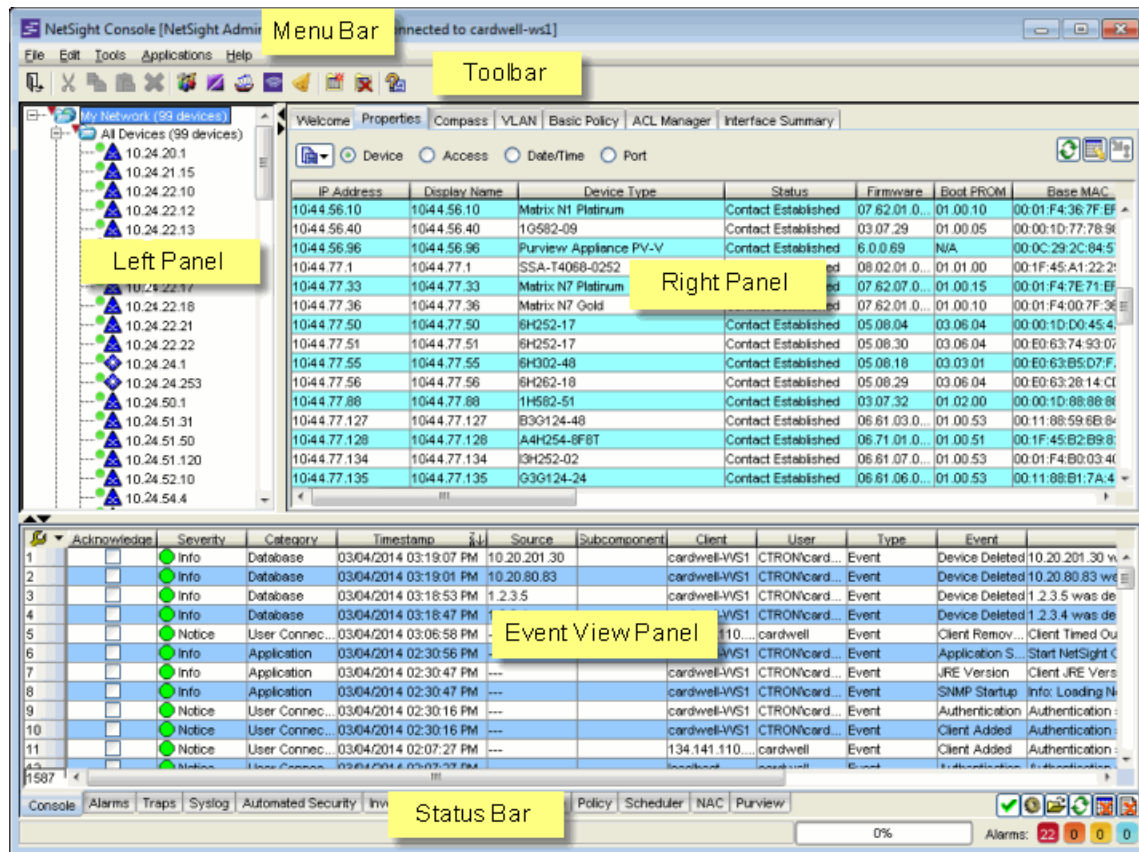 NetSight Console [NetSight Admin
Menu Bar
nnected to cardwell-ws1]
File Edit Tools Applications Help
Toolbar
My Network (99 devices)
All Devices (99 devices)
10.24.20.1
10.24.21.15
10.24.22.10
10.24.22.12
10.24.22.13
Left Panel
10.24.22.17
10.24.22.18
10.24.22.21
10.24.22.22
10.24.24.1
10.24.24.253
10.24.50.1
10.24.51.31
10.24.51.50
10.24.51.120
10.24.52.10
10.24.54.4
Welcome Properties Compass VLAN Basic Policy ACL Manager Interface Summary
Device Access Date/Time Port
IP Address Display Name Device Type Status Firmware Boot PROM Base MAC
10.44.56.10 10.44.56.10 Matrix N1 Platinum Contact Established 07.62.01.0... 01.00.10 00:01:F4:36:7F:EF
10.44.56.40 10.44.56.40 1G582-09 Contact Established 03.07.29 01.00.05 00:00:1D:77:78:98
10.44.56.96 10.44.56.96 Purview Appliance PV-V Contact Established 6.0.0.69 N/A 00:0C:29:2C:84:5
10.44.77.1 10.44.77.1 SSA-T4068-0252 ed 08.02.01.0... 01.01.00 00:1F:45:A1:22:2
10.44.77.33 10.44.77.33 Matrix N7 Platinum ed 07.62.07.0... 01.00.15 00:01:F4:7E:71:EF
10.44.77.36 10.44.77.36 Matrix N7 Gold ed 07.62.01.0... 01.00.10 00:01:F4:00:7F:36
Right Panel
10.44.77.50 10.44.77.50 6H252-17 Contact Established 05.08.04 03.06.04 00:00:1D:D0:45:4
10.44.77.51 10.44.77.51 6H252-17 Contact Established 05.08.30 03.06.04 00:E0:63:74:93:07
10.44.77.55 10.44.77.55 6H302-48 Contact Established 05.08.18 03.03.01 00:E0:63:B5:D7:F
10.44.77.56 10.44.77.56 6H262-18 Contact Established 05.08.29 03.06.04 00:E0:63:28:14:C
10.44.77.88 10.44.77.88 1H582-51 Contact Established 03.07.32 01.02.00 00:00:1D:88:88:88
10.44.77.127 10.44.77.127 B3G124-48 Contact Established 06.61.03.0... 01.00.53 00:11:88:59:6B:84
10.44.77.128 10.44.77.128 A4H254-8F8T Contact Established 06.71.01.0... 01.00.51 00:1F:45:B2:B9:8
10.44.77.134 10.44.77.134 I3H252-02 Contact Established 06.61.07.0... 01.00.53 00:01:F4:B0:03:4
10.44.77.135 10.44.77.135 G3G124-24 Contact Established 06.61.06.0... 01.00.53 00:11:88:B1:7A:4
Acknowledge Severity Category Timestamp Source Subcomponent Client User Type Event
1 Info Database 03/04/2014 03:19:07 PM 10.20.201.30 cardwell-WS1 CTRON\card... Event Device Deleted 10.20.201.30 w
2 Info Database 03/04/2014 03:19:01 PM 10.20.80.83 cardwell-WS1 CTRON\card... Event Device Deleted 10.20.80.83 we
3 Info Database 03/04/2014 03:18:53 PM 1.2.3.5 cardwell-WS1 CTRON\card... Event Device Deleted 1.2.3.5 was de
4 Info Database 03/04/2014 03:18:47 PM cardwell-WS1 CTRON\card... Event Device Deleted 1.2.3.4 was de
5 Notice User Connec... 03/04/2014 03:06:58 PM .110.... cardwell Event Client Remov... Client Timed Ou
Event View Panel
6 Info Application 03/04/2014 02:30:56 PM cardwell-WS1 CTRON\card... Event Application S... Start NetSight C
7 Info Application 03/04/2014 02:30:47 PM --- cardwell-WS1 CTRON\card... Event JRE Version Client JRE Vers
8 Info Application 03/04/2014 02:30:47 PM --- cardwell-WS1 CTRON\card... Event SNMP Startup Info: Loading N
9 Notice User Connec... 03/04/2014 02:30:16 PM --- cardwell-WS1 CTRON\card... Event Authentication Authentication
10 Notice User Connec... 03/04/2014 02:30:16 PM --- cardwell-WS1 CTRON\card... Event Client Added Authentication
11 Notice User Connec... 03/04/2014 02:07:27 PM --- 134.141.110.... cardwell Event Client Added Authentication
1587
Console Alarms Traps Syslog Automated Security Inv Policy Scheduler NAC Purview
Status Bar
0% Alarms: 22 0 0 0